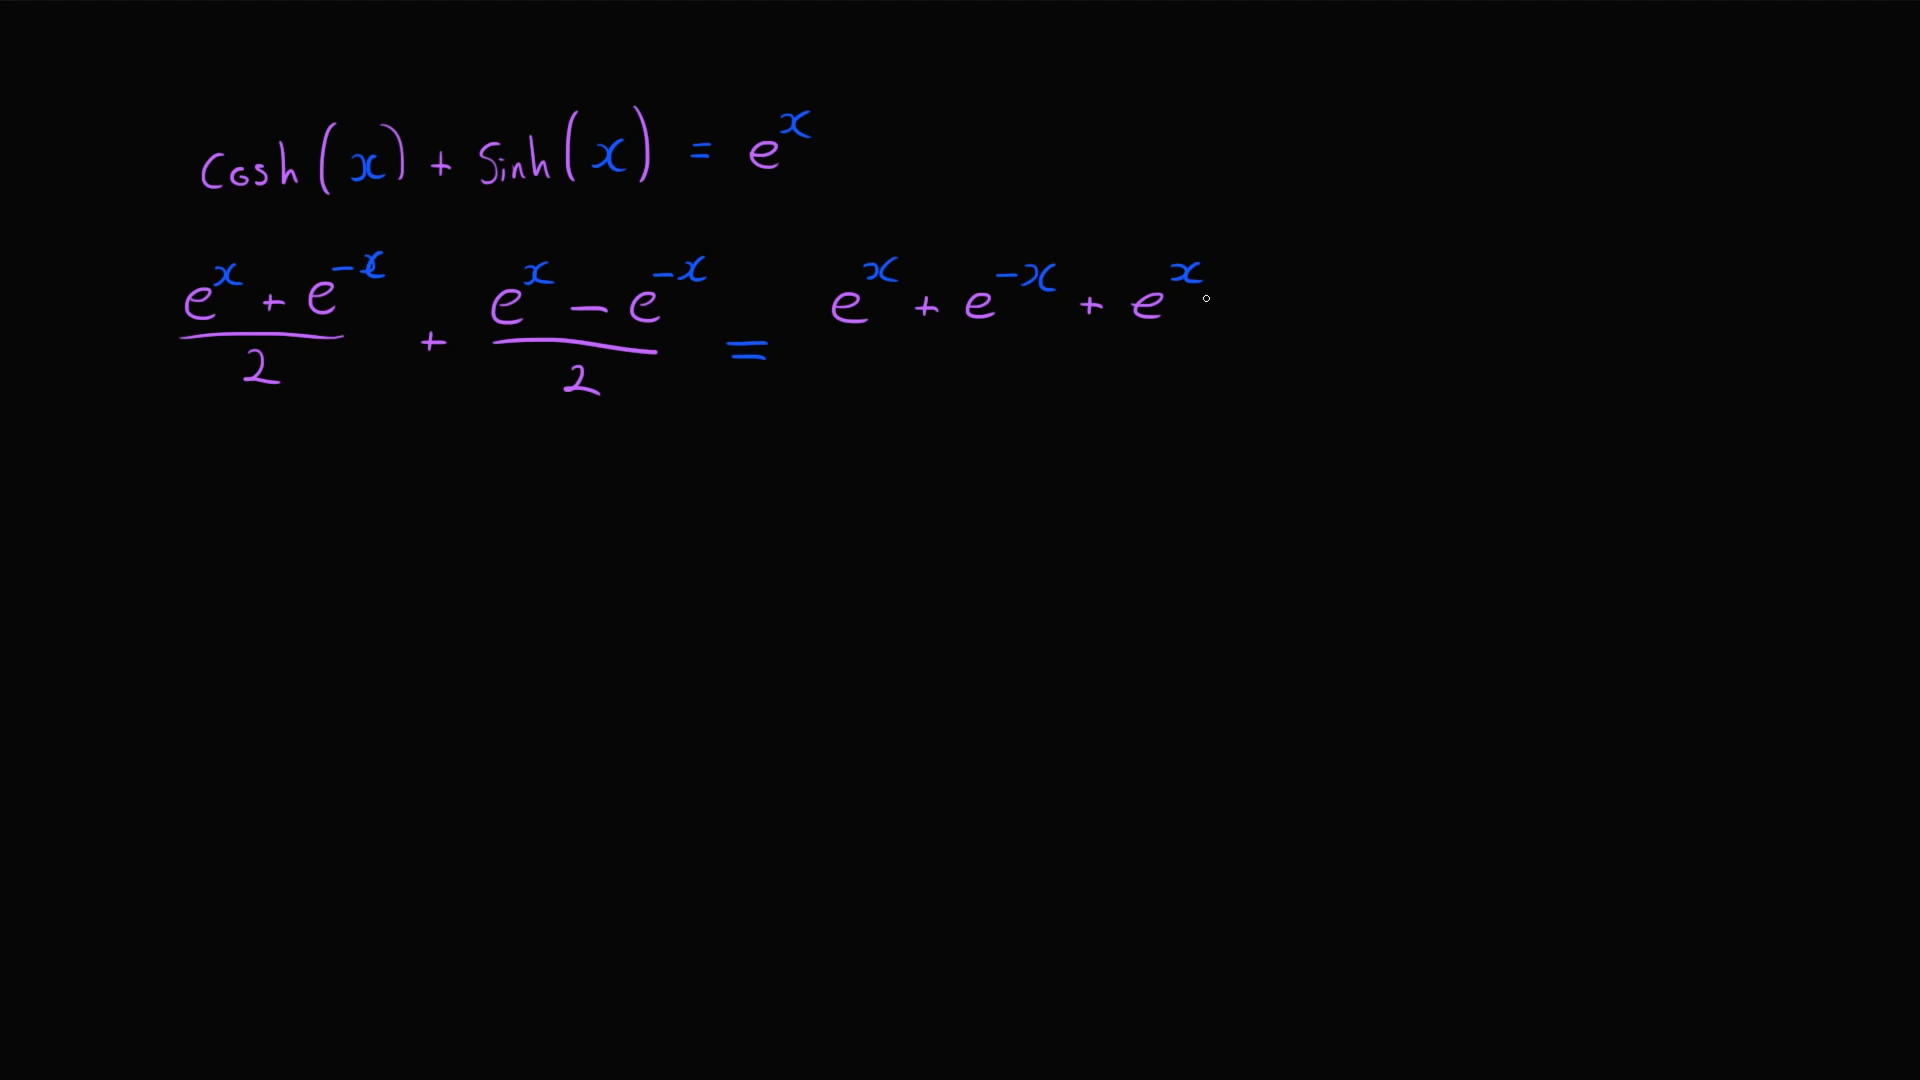 Cosh(x) + Sinh(x) = e^x
(e^x + e^-x)/2 + (e^x - e^-x)/2 = e^x + e^-x + e^x